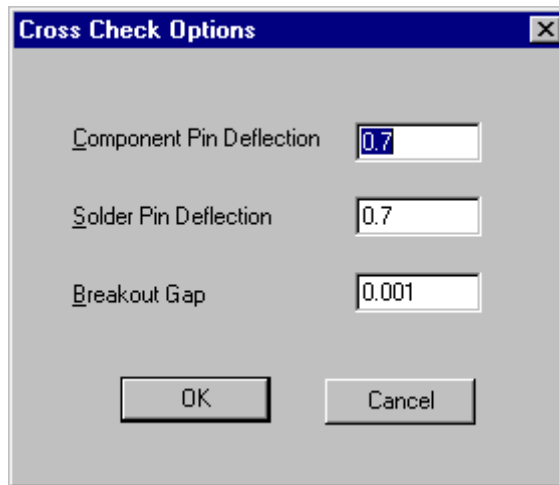 Cross Check Options
Component Pin Deflection 0.7
Solder Pin Deflection 0.7
Breakout Gap 0.001
OK Cancel